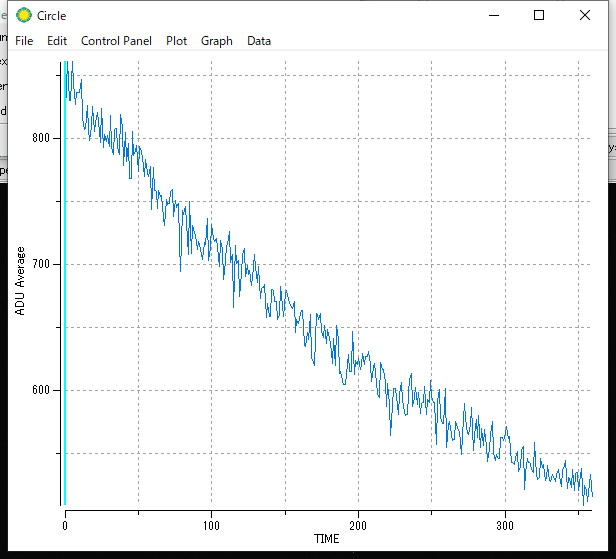 Circle
File Edit Control Panel Plot Graph Data
800
700
600
ADU Average
0 100 200 300
TIME